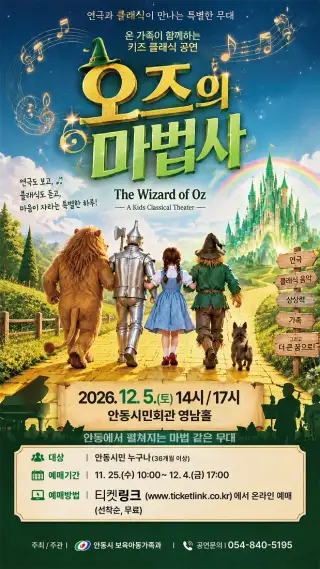 연극과 클래식이 만나는 특별한 무대
온 가족이 함께하는
키즈 클래식 공연
오즈의
마법사
연극도 보고,
클래식도 듣고,
마음이 자라는 특별한 하루!
The Wizard of Oz
A Kids Classical Theater
연극
클래식 음악
상상력
가족
그리고
더 큰 꿈으로!
2026. 12. 5.(토) 14시 / 17시
안동시민회관 영남홀
안동에서 펼쳐지는 마법 같은 무대
대상 안동시민 누구나 (36개월 이상)
예매기간 11. 25.(수) 10:00~ 12. 4.(금) 17:00
예매방법 티켓링크 (www.ticketlink.co.kr) 에서 온라인 예매
(선착순, 무료)
주최 / 주관 안동시 보육아동가족과 공연문의 054-840-5195